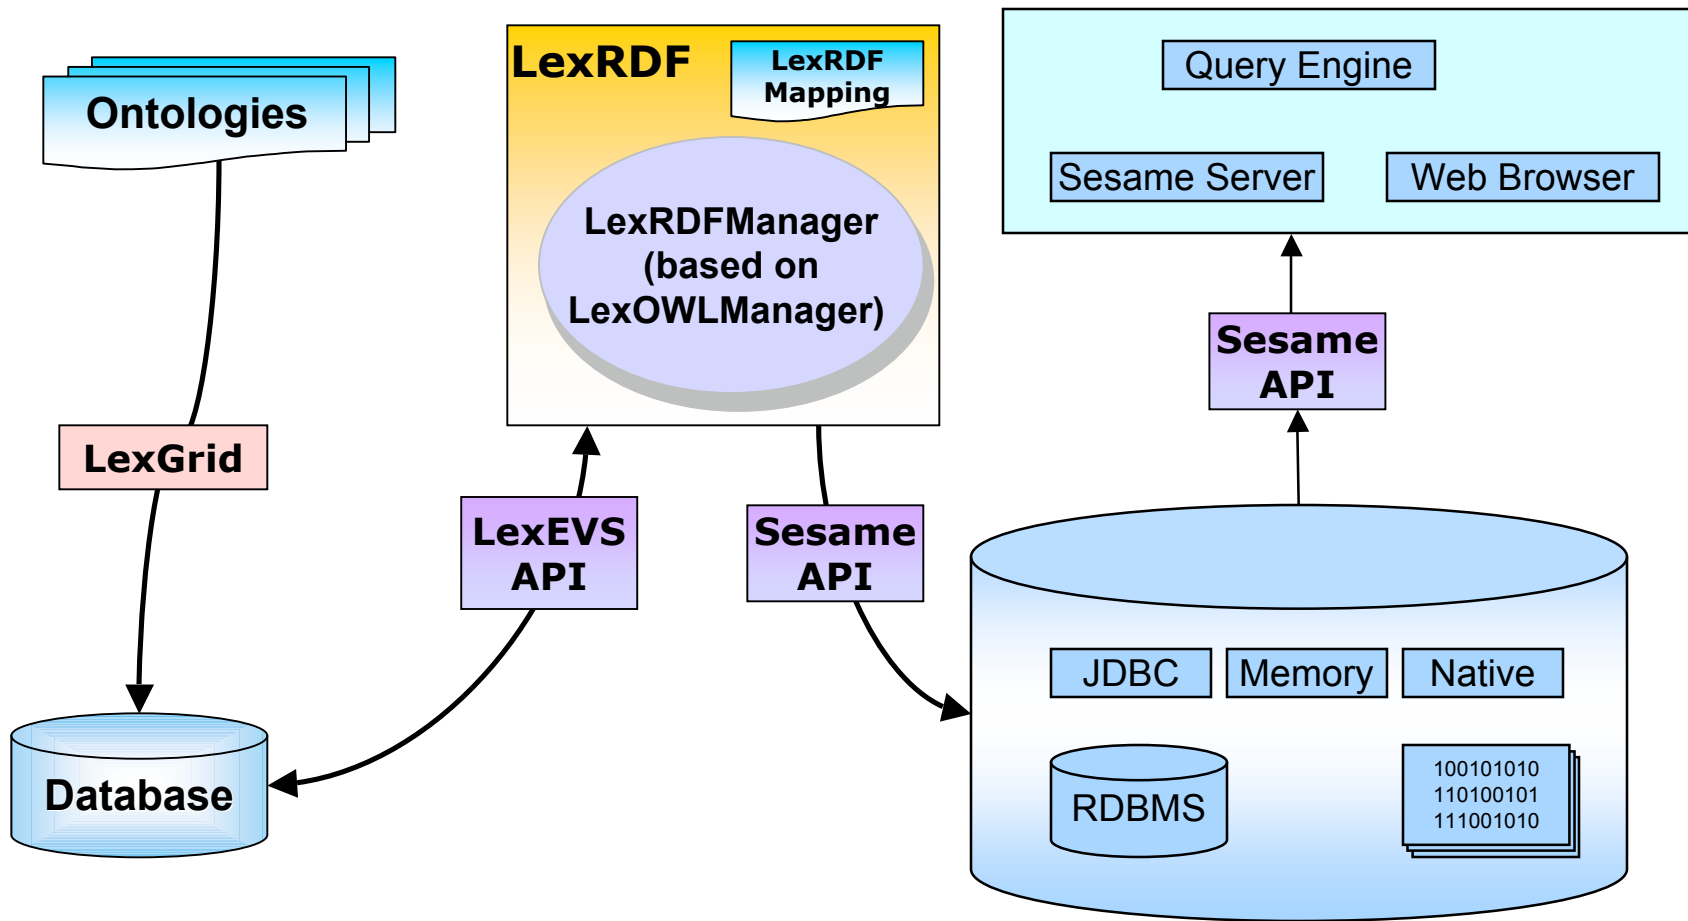 Ontologies
LexGrid
Database
LexRDF
LexRDF
Mapping
LexRDFManager
(based on
LexOWLManager)
LexEVS
API
Sesame
API
Query Engine
Sesame Server
Web Browser
Sesame
API
JDBC
Memory
Native
RDBMS
100101010
110100101
111001010